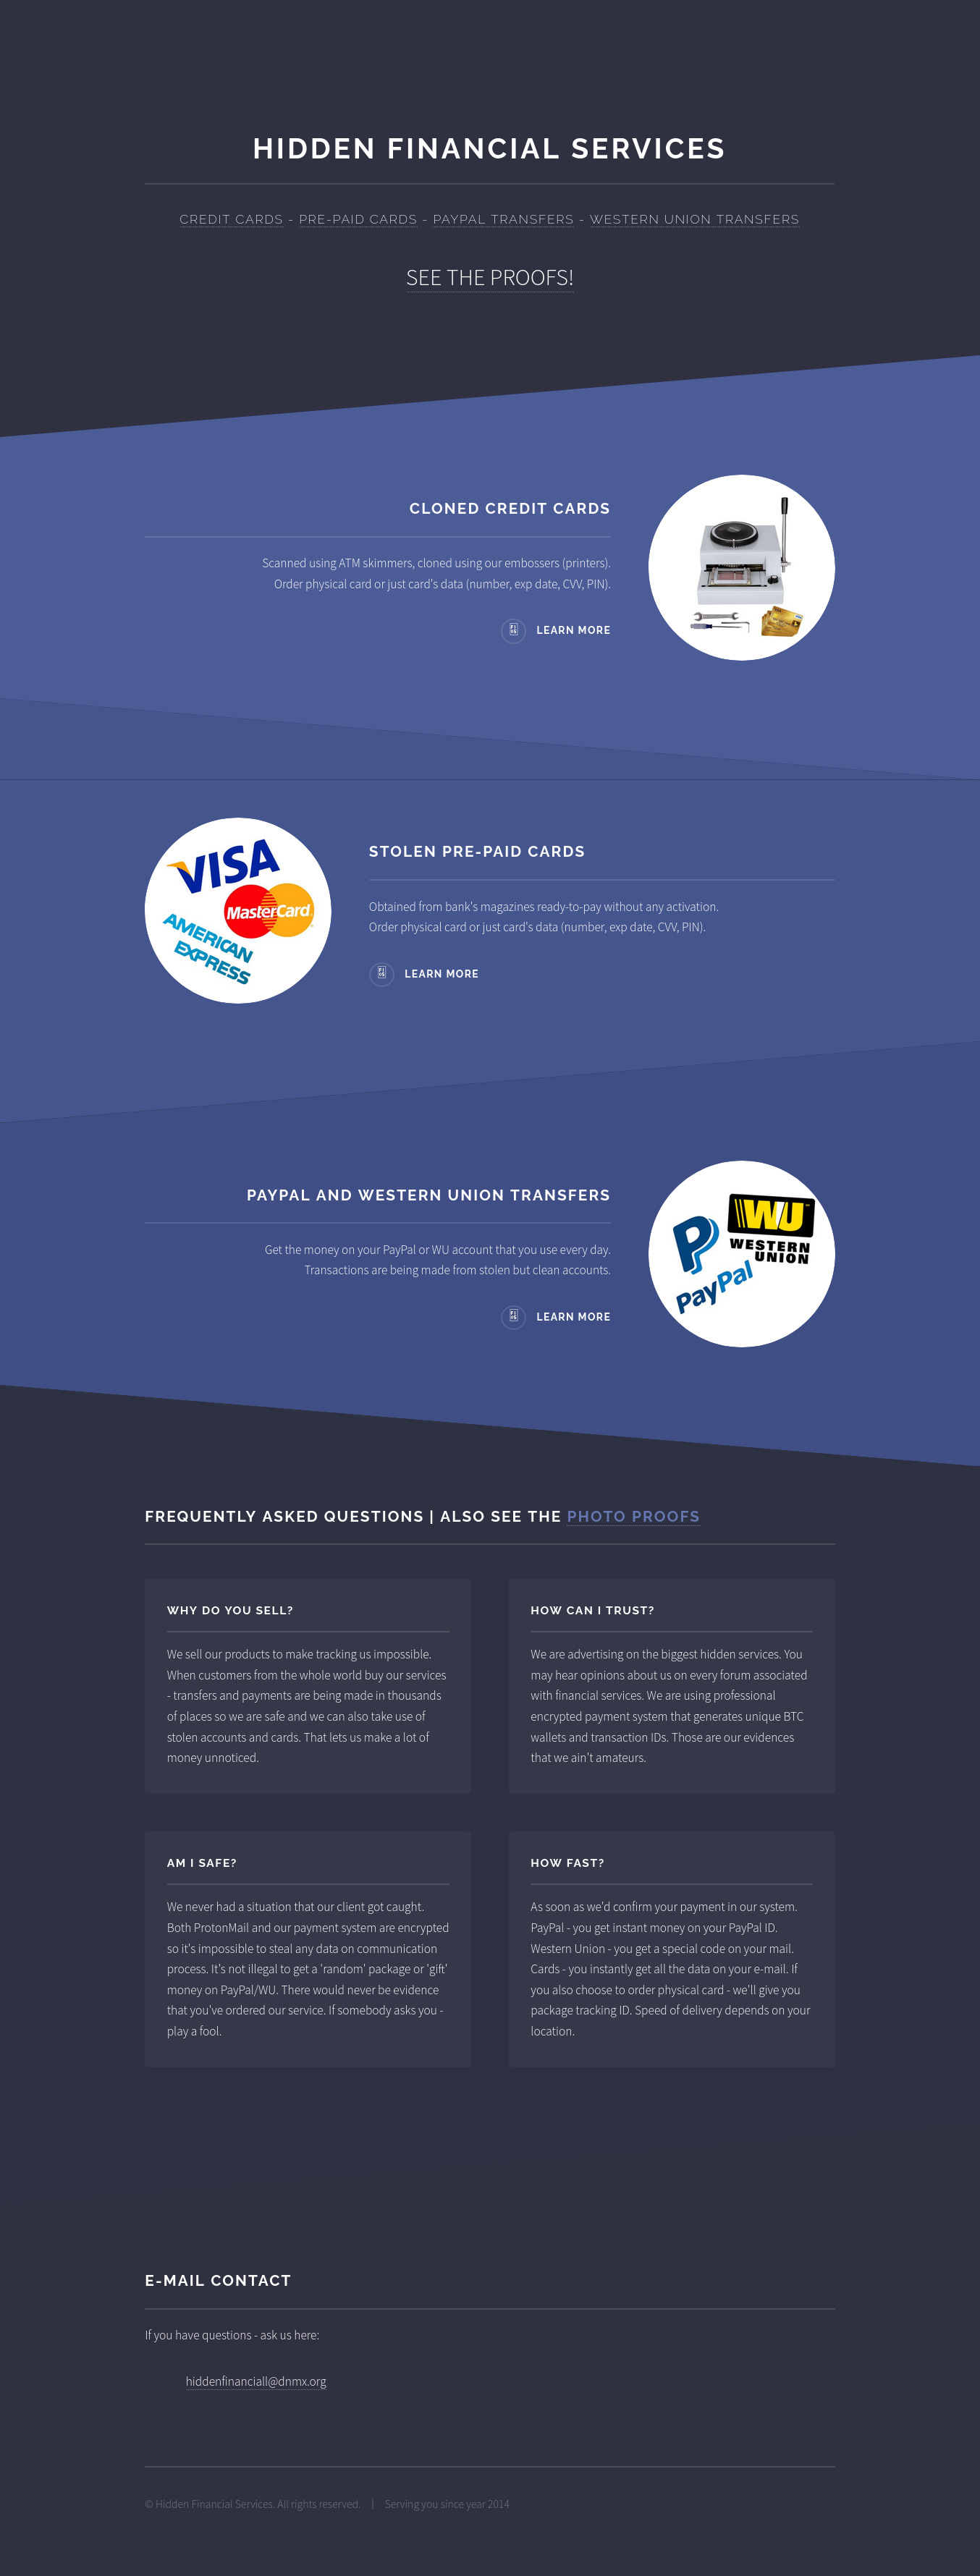 HIDDEN FINANCIAL SERVICES
CREDIT CARDS - PRE-PAID CARDS - PAYPAL TRANSFERS - WESTERN UNION TRANSFERS
SEE THE PROOFS!
CLONED CREDIT CARDS
Scanned using ATM skimmers, cloned using our embossers (printers).
Order physical card or just card's data (number, exp date, CVV, PIN).
LEARN MORE
VISA
MasterCard
AMERICAN
EXPRESS
STOLEN PRE-PAID CARDS
Obtained from bank's magazines ready-to-pay without any activation.
Order physical card or just card's data (number, exp date, CVV, PIN).
LEARN MORE
PAYPAL AND WESTERN UNION TRANSFERS
Get the money on your PayPal or WU account that you use every day.
Transactions are being made from stolen but clean accounts.
LEARN MORE
WU
WESTERN
UNION
PayPal
FREQUENTLY ASKED QUESTIONS | ALSO SEE THE PHOTO PROOFS
WHY DO YOU SELL?
We sell our products to make tracking us impossible.
When customers from the whole world buy our services
- transfers and payments are being made in thousands
of places so we are safe and we can also take use of
stolen accounts and cards. That lets us make a lot of
money unnoticed.
HOW CAN I TRUST?
We are advertising on the biggest hidden services. You
may hear opinions about us on every forum associated
with financial services. We are using professional
encrypted payment system that generates unique BTC
wallets and transaction IDs. Those are our evidences
that we ain't amateurs.
AM I SAFE?
We never had a situation that our client got caught.
Both ProtonMail and our payment system are encrypted
so it's impossible to steal any data on communication
process. It's not illegal to get a 'random' package or 'gift'
money on PayPal/WU. There would never be evidence
that you've ordered our service. If somebody asks you -
play a fool.
HOW FAST?
As soon as we'd confirm your payment in our system.
PayPal - you get instant money on your PayPal ID.
Western Union - you get a special code on your mail.
Cards - you instantly get all the data on your e-mail. If
you also choose to order physical card - we'll give you
package tracking ID. Speed of delivery depends on your
location.
E-MAIL CONTACT
If you have questions - ask us here:
hiddenfinanciall@dnmx.org
© Hidden Financial Services. All rights reserved. | Serving you since year 2014